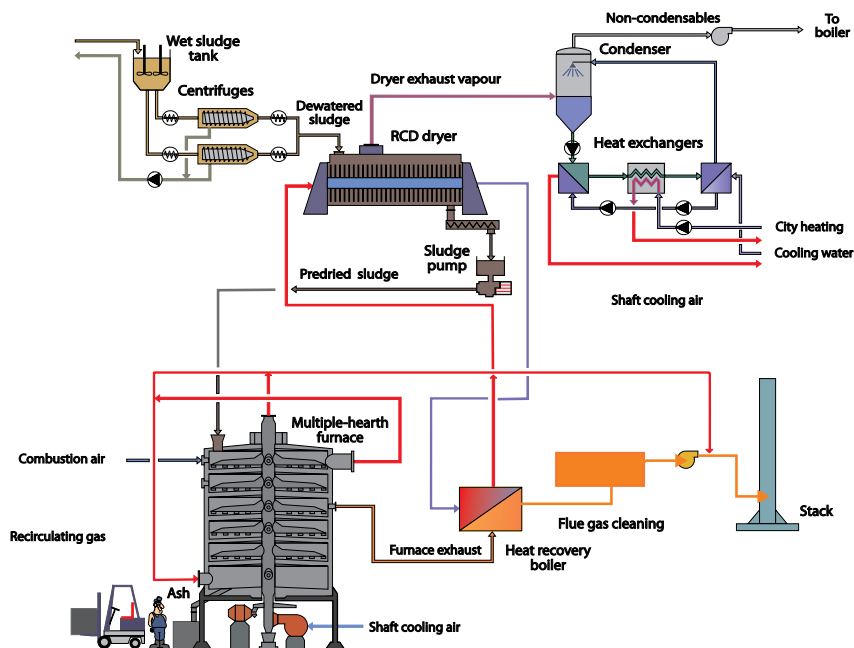 Non-condensables
To
boiler
Wet sludge
tank
Condenser
Dryer exhaust vapour
Centrifuges
Dewatered
sludge
RCD dryer
Heat exchangers
City heating
Sludge
pump
Cooling water
Predried sludge
Shaft cooling air
Multiple-hearth
furnace
Combustion air
Stack
Flue gas cleaning
Recirculating gas
Furnace exhaust
Heat recovery
boiler
Ash
Shaft cooling air